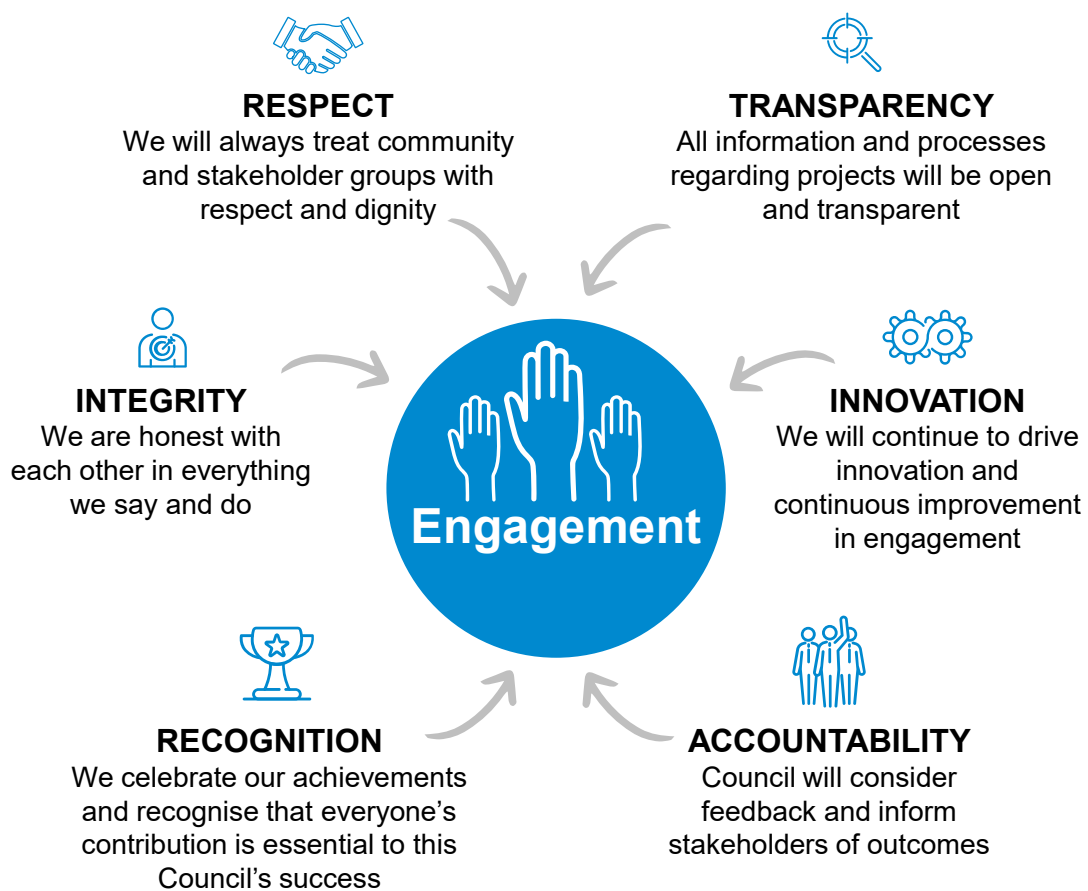 RESPECT
We will always treat community
and stakeholder groups with
respect and dignity
TRANSPARENCY
All information and processes
regarding projects will be open
and transparent
INTEGRITY
We are honest with
each other in everything
we say and do
Engagement
INNOVATION
We will continue to drive
innovation and
continuous improvement
in engagement
RECOGNITION
We celebrate our achievements
and recognise that everyone’s
contribution is essential to this
Council’s success
ACCOUNTABILITY
Council will consider
feedback and inform
stakeholders of outcomes